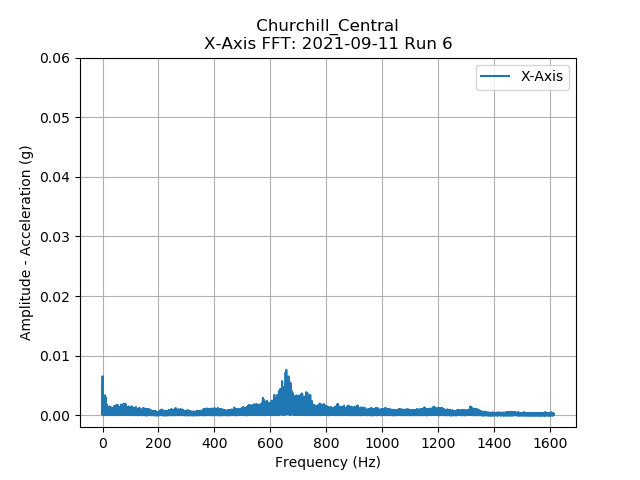 Churchill_Central
X-Axis FFT: 2021-09-11 Run 6
X-Axis
0.06
0.05
0.04
0.03
0.02
0.01
0.00
Amplitude - Acceleration (g)
0 200 400 600 800 1000 1200 1400 1600
Frequency (Hz)